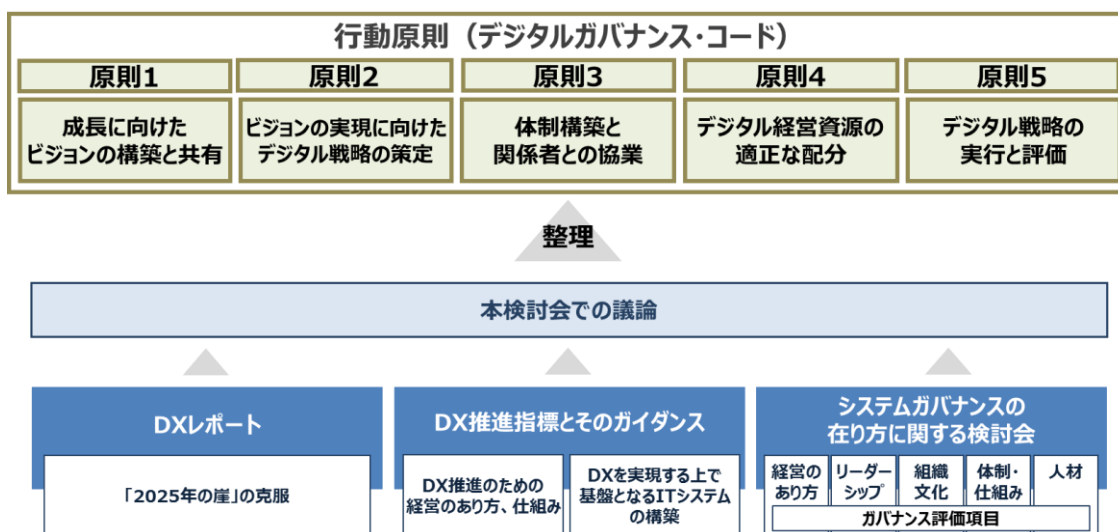 行動原則（デジタルガバナンス・コード）
原則1
原則2
原則3
原則4
原則5
成長に向けた
ビジョンの構築と共有
ビジョンの実現に向けた
デジタル戦略の策定
体制構築と
関係者との協業
デジタル経営資源の
適正な配分
デジタル戦略の
実行と評価
整理
本検討会での議論
DXレポート
「2025年の崖」の克服
DX推進指標とそのガイダンス
DX推進のための
経営のあり方、仕組み
DXを実現する上で
基盤となるITシステム
の構築
システムガバナンスの
在り方に関する検討会
経営の
あり方
リーダー
シップ
組織
文化
体制・
仕組み
人材
ガバナンス評価項目